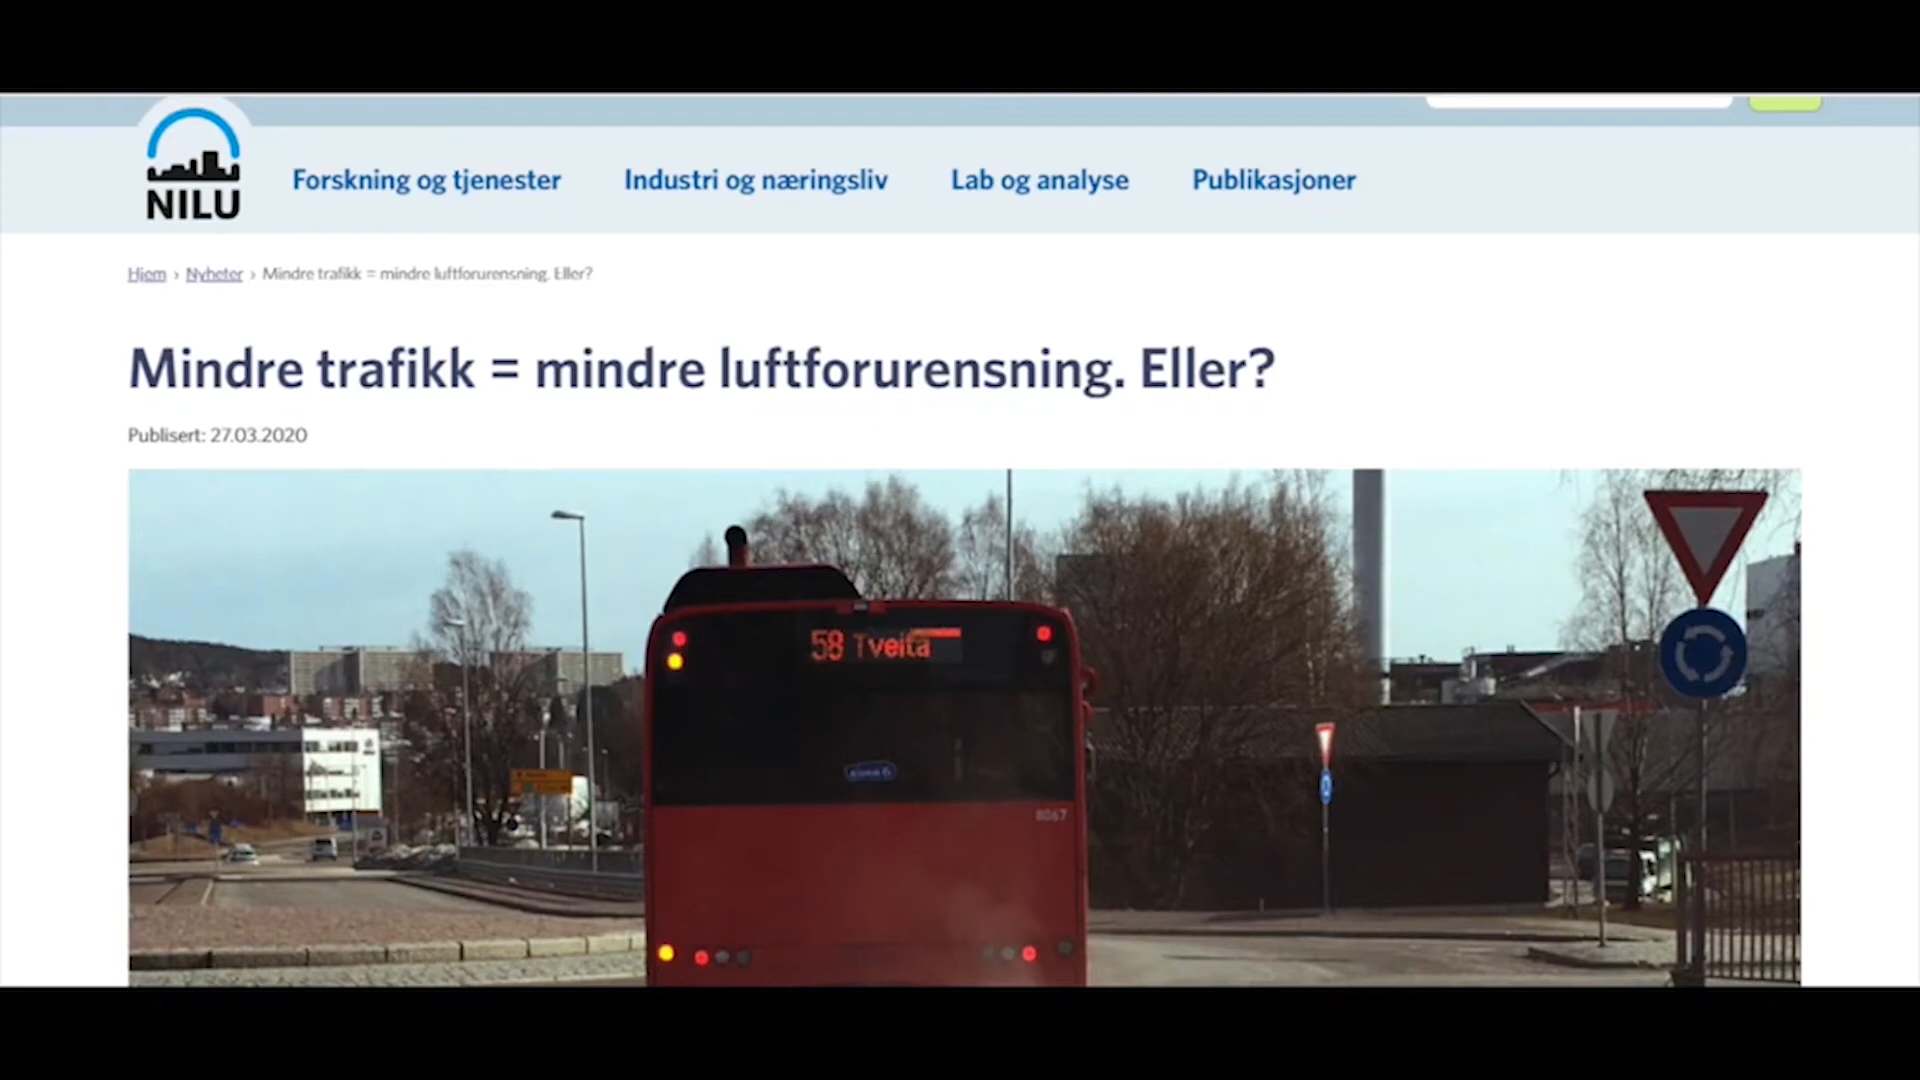 NILU
Forskning og tjenester
Industri og næringsliv
Lab og analyse
Publikasjoner
Hjem › Nyheter › Mindre trafikk = mindre luftforurensning. Eller?
Mindre trafikk = mindre luftforurensning. Eller?
Publisert: 27.03.2020
58 Tveita
8067